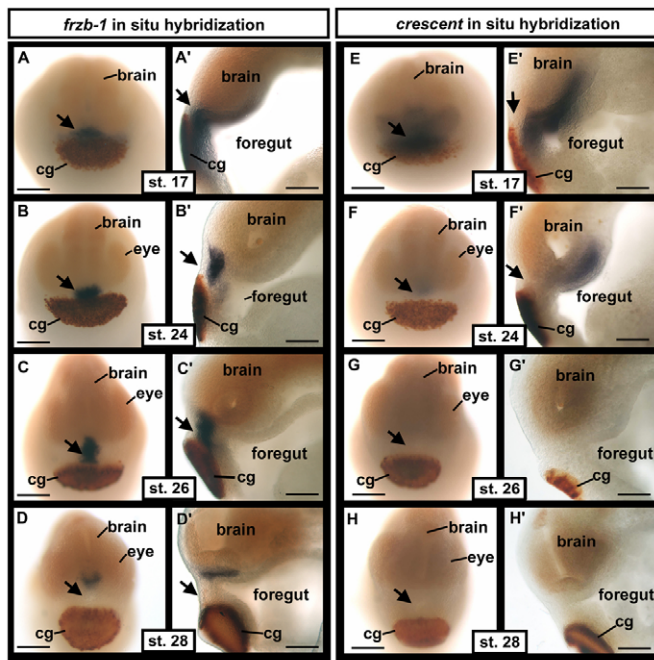 frzb-1 in situ hybridization
crescent in situ hybridization
A
brain
cg
A'
brain
foregut
cg
st. 17
E
brain
cg
E'
brain
foregut
cg
st. 17
B
brain
eye
cg
B'
brain
foregut
cg
st. 24
F
brain
eye
cg
F'
brain
foregut
cg
st. 24
C
brain
eye
cg
C'
brain
foregut
cg
st. 26
G
brain
eye
cg
G'
brain
foregut
cg
st. 26
D
brain
eye
cg
D'
brain
foregut
cg
st. 28
H
brain
eye
cg
H'
brain
foregut
cg
st. 28